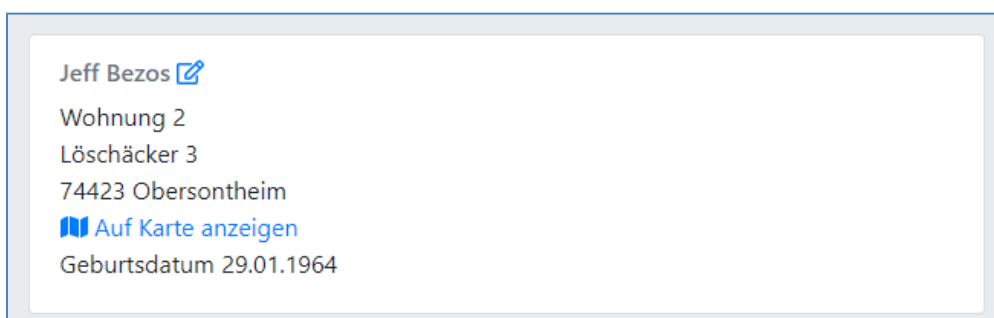 Jeff Bezos
Wohnung 2
Löschäcker 3
74423 Obersontheim
Auf Karte anzeigen
Geburtsdatum 29.01.1964